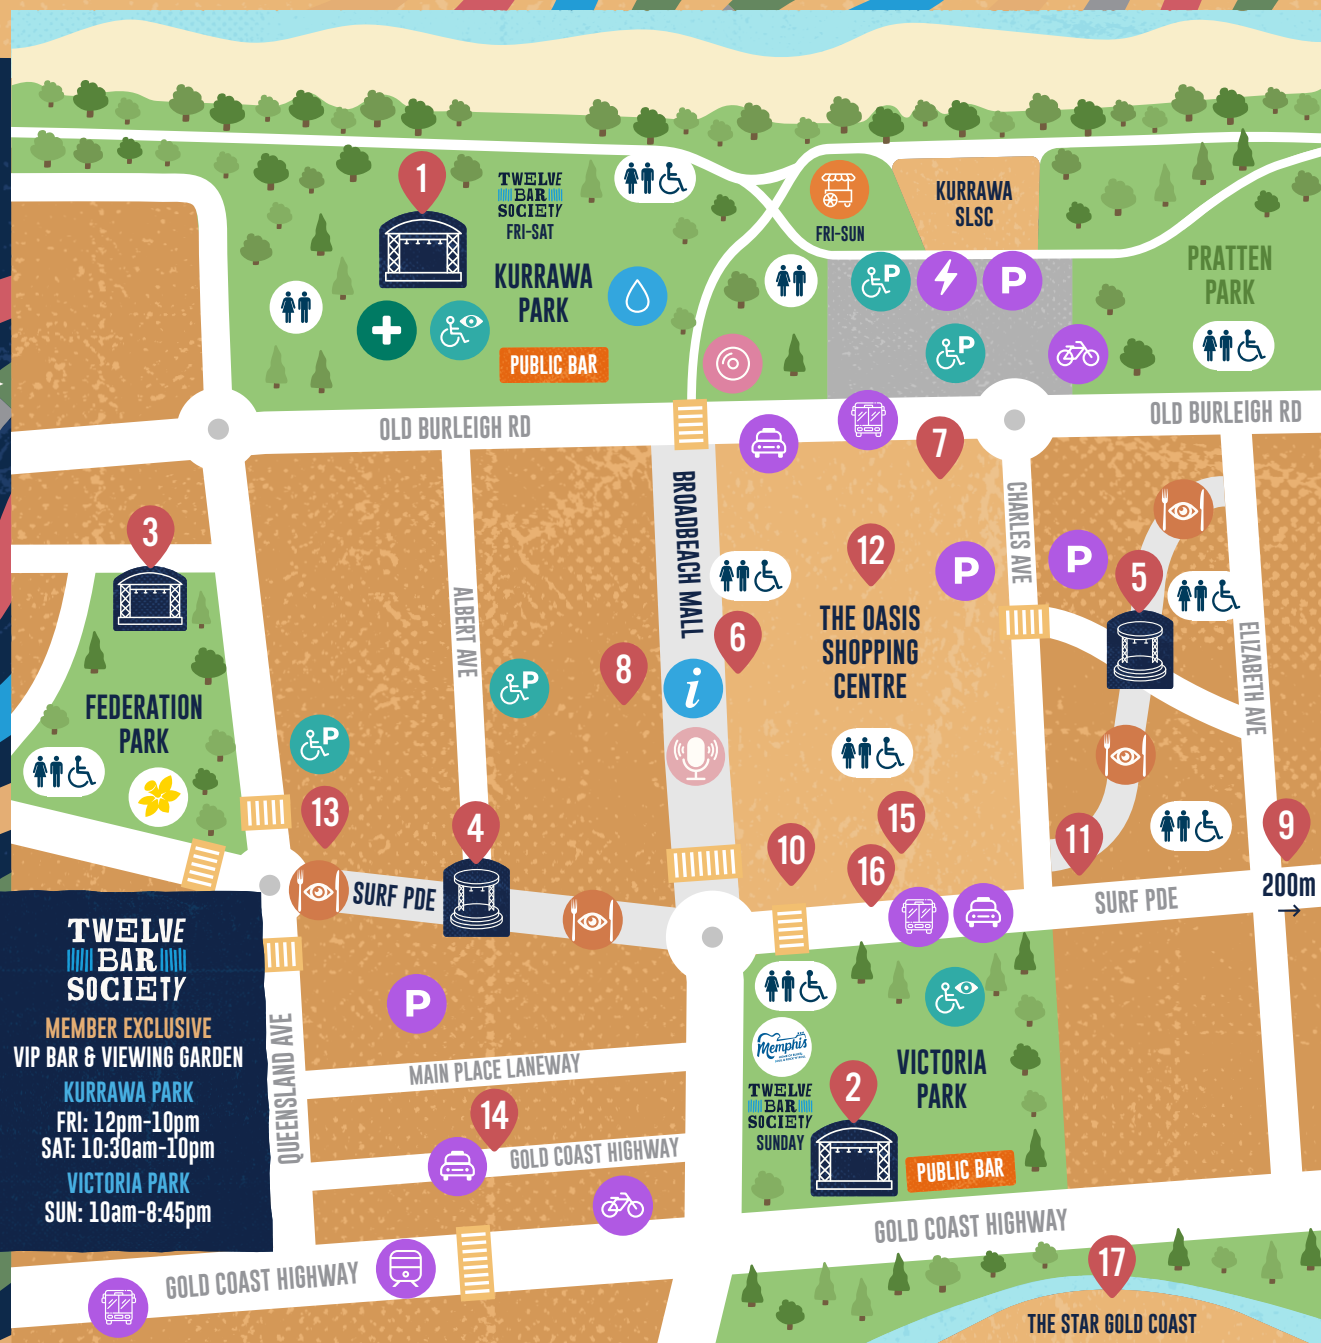 1
TWELVE
BAR
SOCIETY
FRI-SAT
KURRAWA
PARK
PUBLIC BAR
FRI-SUN
KURRAWA
SLSC
P
P
P
PRATTEN
PARK
OLD BURLEIGH RD
OLD BURLEIGH RD
7
3
BROADBEACH MALL
CHARLES AVE
12
P
P
5
ALBERT AVE
THE OASIS
SHOPPING
CENTRE
6
8
i
P
ELIZABETH AVE
FEDERATION
PARK
P
13
4
10
15
16
11
9
200m
SURF PDE
SURF PDE
TWELVE
BAR
SOCIETY
MEMBER EXCLUSIVE
VIP BAR & VIEWING GARDEN
KURRAWA PARK
FRI: 12pm-10pm
SAT: 10:30am-10pm
VICTORIA PARK
SUN: 10am-8:45pm
P
QUEENSLAND AVE
MAIN PLACE LANEWAY
14
GOLD COAST HIGHWAY
Memphis
TWELVE
BAR
SOCIETY
SUNDAY
2
VICTORIA
PARK
PUBLIC BAR
GOLD COAST HIGHWAY
GOLD COAST HIGHWAY
17
THE STAR GOLD COAST